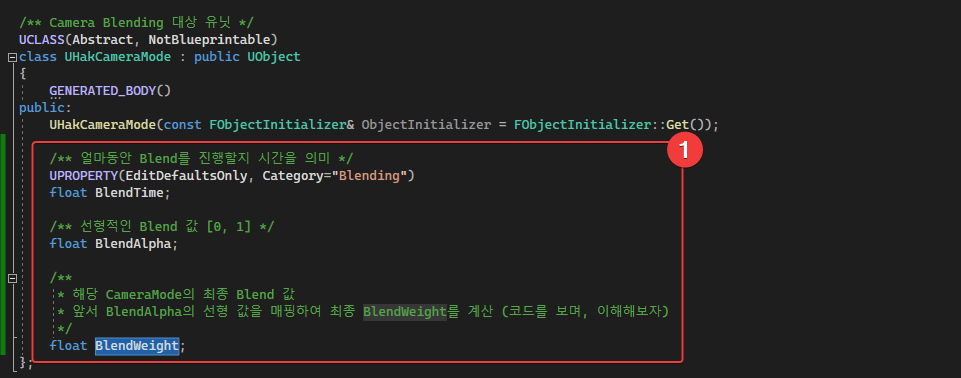 /** Camera Blending 대상 유닛 */
UCLASS(Abstract, NotBlueprintable)
class UHakCameraMode : public UObject
{
GENERATED_BODY()
public:
UHakCameraMode(const FObjectInitializer& ObjectInitializer = FObjectInitializer::Get());
1
/** 얼마동안 Blend를 진행할지 시간을 의미 */
UPROPERTY(EditDefaultsOnly, Category="Blending")
float BlendTime;
/** 선형적인 Blend 값 [0, 1] */
float BlendAlpha;
/**
* 해당 CameraMode의 최종 Blend 값
* 앞서 BlendAlpha의 선형 값을 매핑하여 최종 BlendWeight를 계산 (코드를 보며, 이해해보자)
*/
float BlendWeight;
};